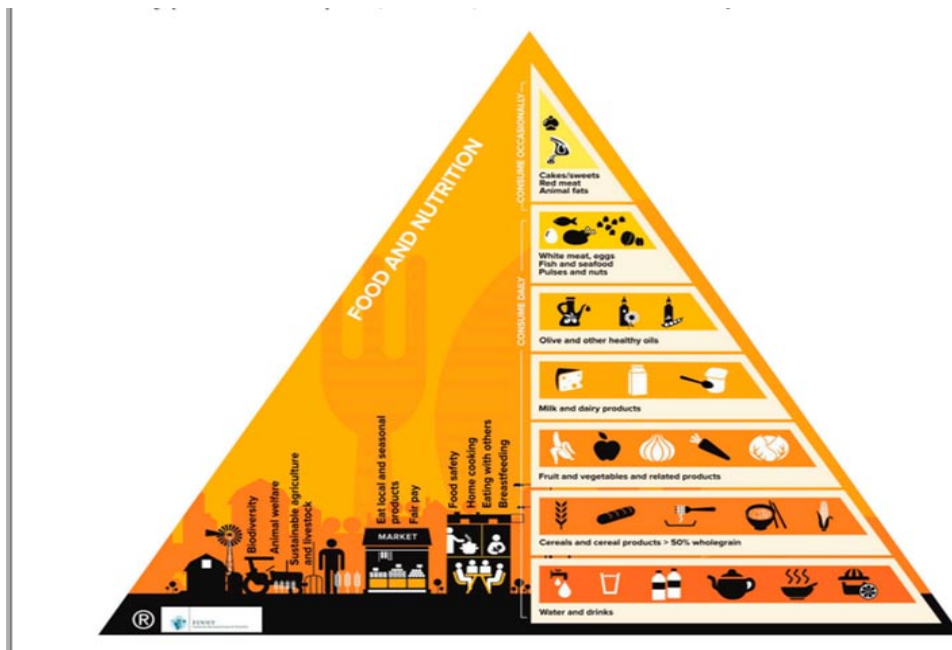 FOOD AND NUTRITION
CONSUME OCCASIONALLY
CONSUME DAILY
Cakes/sweets
Red meat
Animal fats
White meat, eggs
Fish and seafood
Pulses and nuts
Olive and other healthy oils
Milk and dairy products
Fruit and vegetables and related products
Cereals and cereal products > 50% wholegrain
Water and drinks
Biodiversity
Animal welfare
Sustainable agriculture
and livestock
Eat local and seasonal
products
Fair pay
MARKET
Food safety
Home cooking
Eating with others
Breastfeeding
®